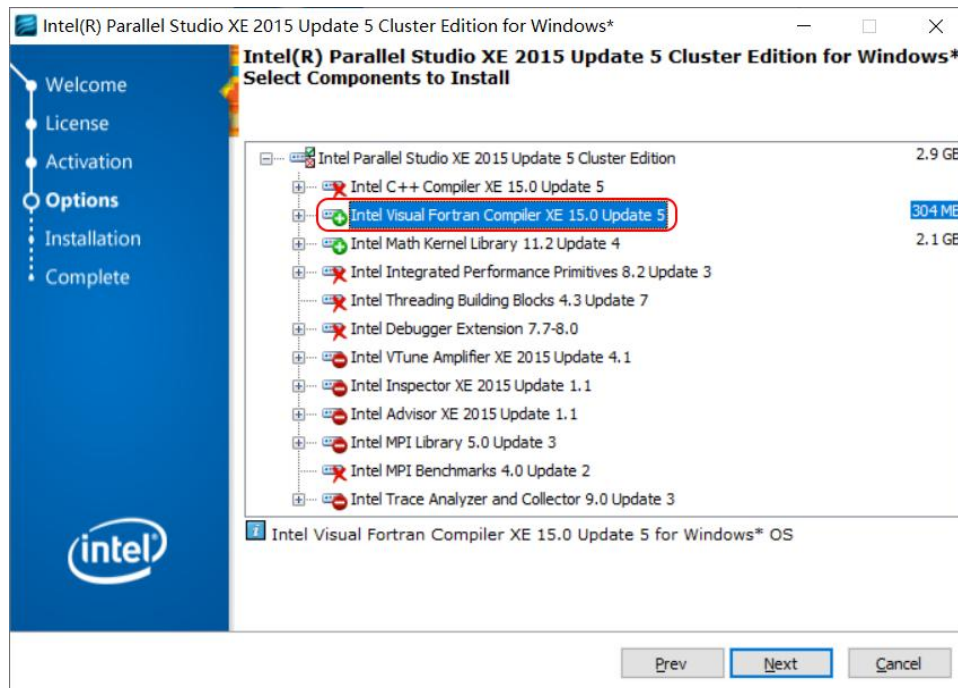 Intel(R) Parallel Studio XE 2015 Update 5 Cluster Edition for Windows*
Intel(R) Parallel Studio XE 2015 Update 5 Cluster Edition for Windows*
Select Components to Install
Welcome
License
Activation
Options
Installation
Complete
Intel Parallel Studio XE 2015 Update 5 Cluster Edition 2.9 GB
Intel C++ Compiler XE 15.0 Update 5
Intel Visual Fortran Compiler XE 15.0 Update 5 304 MB
Intel Math Kernel Library 11.2 Update 4 2.1 GB
Intel Integrated Performance Primitives 8.2 Update 3
Intel Threading Building Blocks 4.3 Update 7
Intel Debugger Extension 7.7-8.0
Intel VTune Amplifier XE 2015 Update 4.1
Intel Inspector XE 2015 Update 1.1
Intel Advisor XE 2015 Update 1.1
Intel MPI Library 5.0 Update 3
Intel MPI Benchmarks 4.0 Update 2
Intel Trace Analyzer and Collector 9.0 Update 3
Intel Visual Fortran Compiler XE 15.0 Update 5 for Windows* OS
intel
Prev Next Cancel